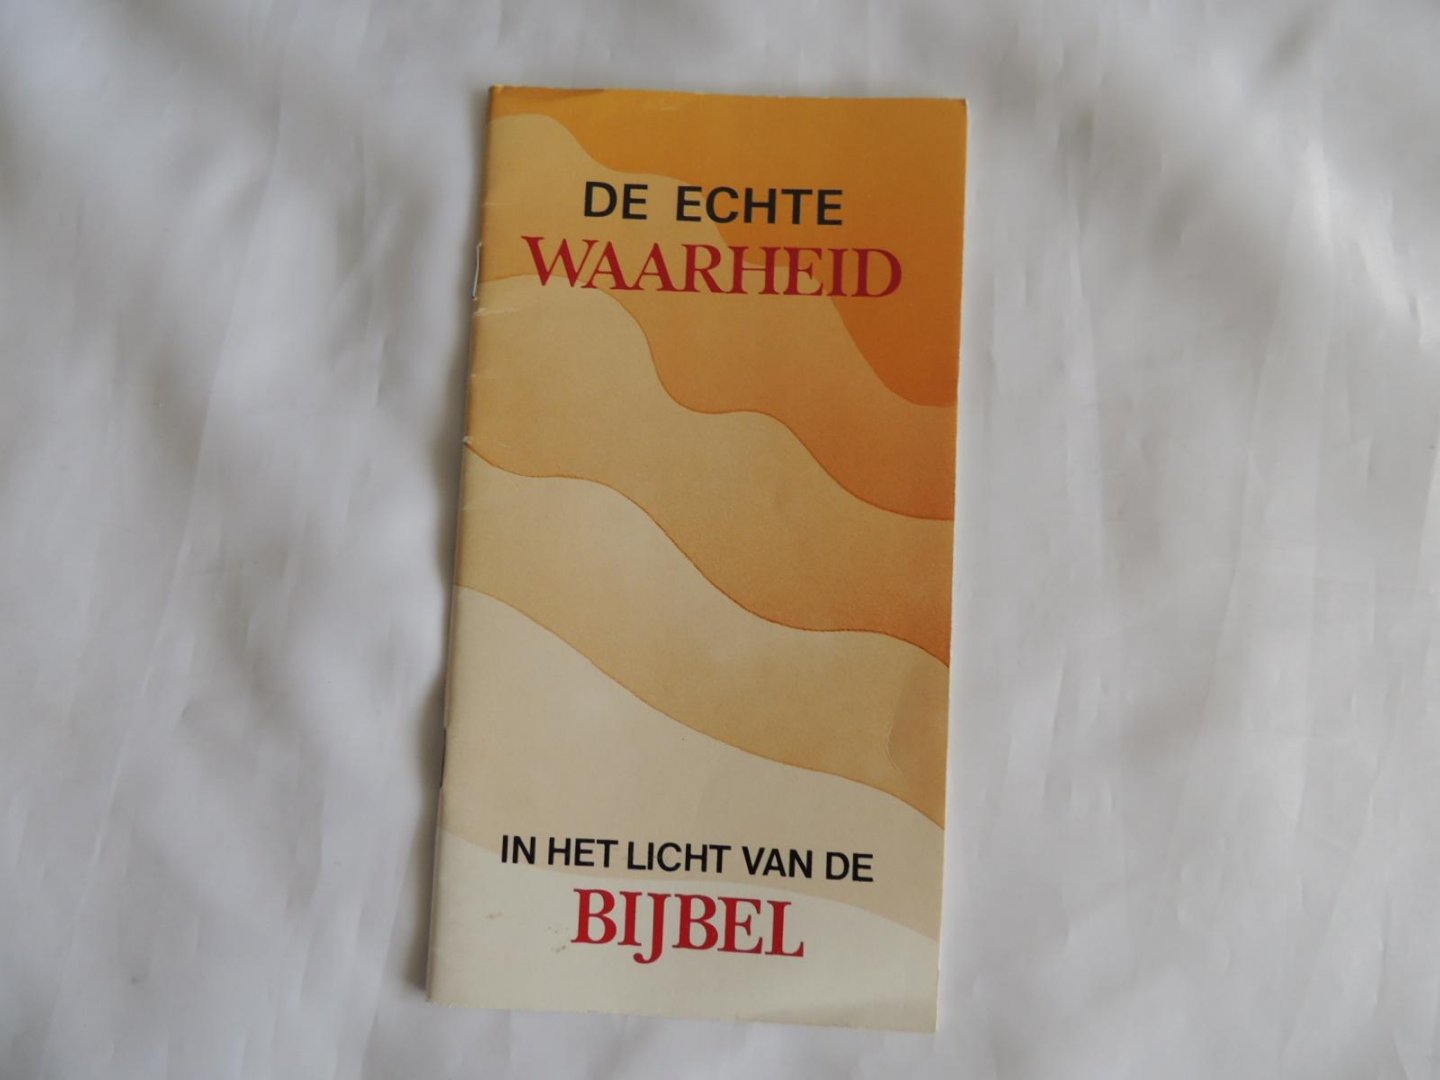 DE ECHTE
WAARHEID
IN HET LICHT VAN DE
BIJBEL